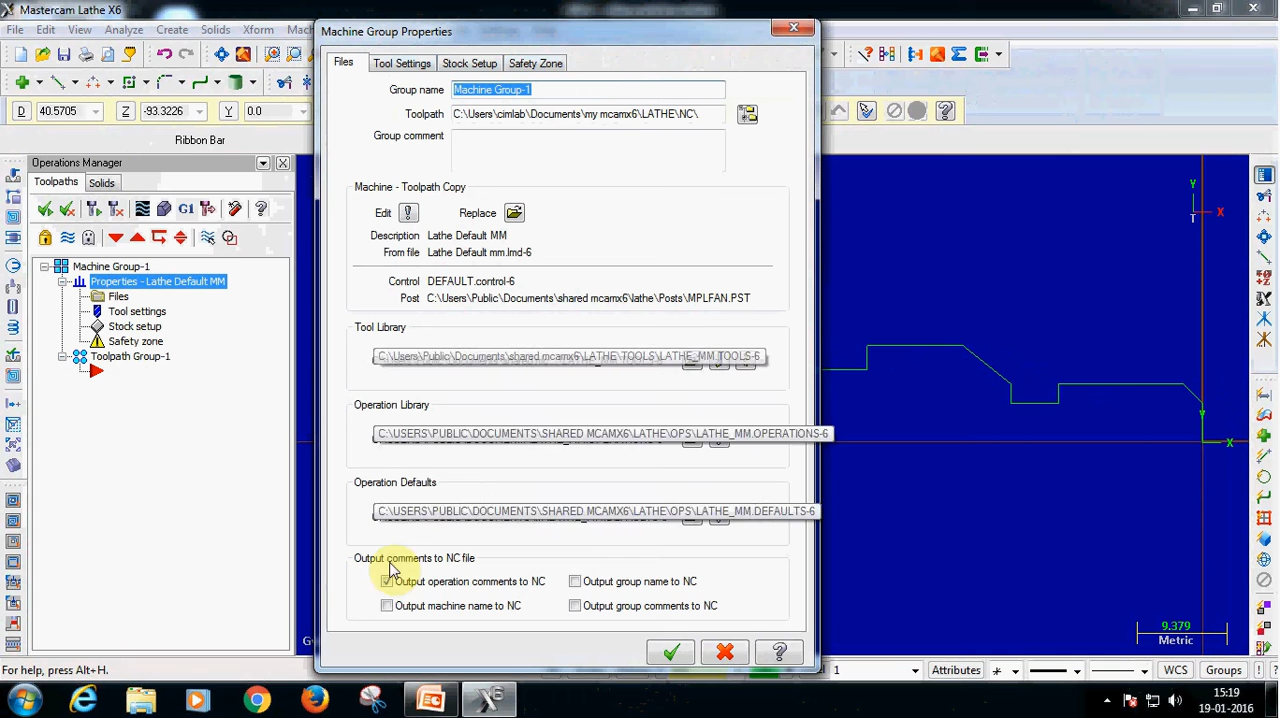 Mastercam Lathe X6
File Edit View Analyze Create Solids Xform
D 40.5705 Z -93.3226 Y 0.0
Ribbon Bar
Operations Manager
Toolpaths Solids
G1
Machine Group-1
Properties - Lathe Default MM
Files
Tool settings
Stock setup
Safety zone
Toolpath Group-1
Machine Group Properties
Files Tool Settings Stock Setup Safety Zone
Group name Machine Group-1
Toolpath C:\Users\cimlab\Documents\my mcamx6\LATHE\NC\
Group comment
Machine - Toolpath Copy
Edit Replace
Description Lathe Default MM
From file Lathe Default mm.lmd-6
Control DEFAULT.control-6
Post C:\Users\Public\Documents\shared mcamx6\lathe\Posts\MPLFAN.PST
Tool Library
C:\Users\Public\Documents\shared mcamx6\LATHE\TOOLS\LATHE_MM.TOOLS-6
Operation Library
C:\USERS\PUBLIC\DOCUMENTS\SHARED MCAMX6\LATHE\OPS\LATHE_MM.OPERATIONS-6
Operation Defaults
C:\USERS\PUBLIC\DOCUMENTS\SHARED MCAMX6\LATHE\OPS\LATHE_MM.DEFAULTS-6
Output comments to NC file
Output operation comments to NC Output group name to NC
Output machine name to NC Output group comments to NC
Y
X
T
Y
X
9.379
Metric
For help, press Alt+H.
1 Attributes WCS Groups
15:19
19-01-2016